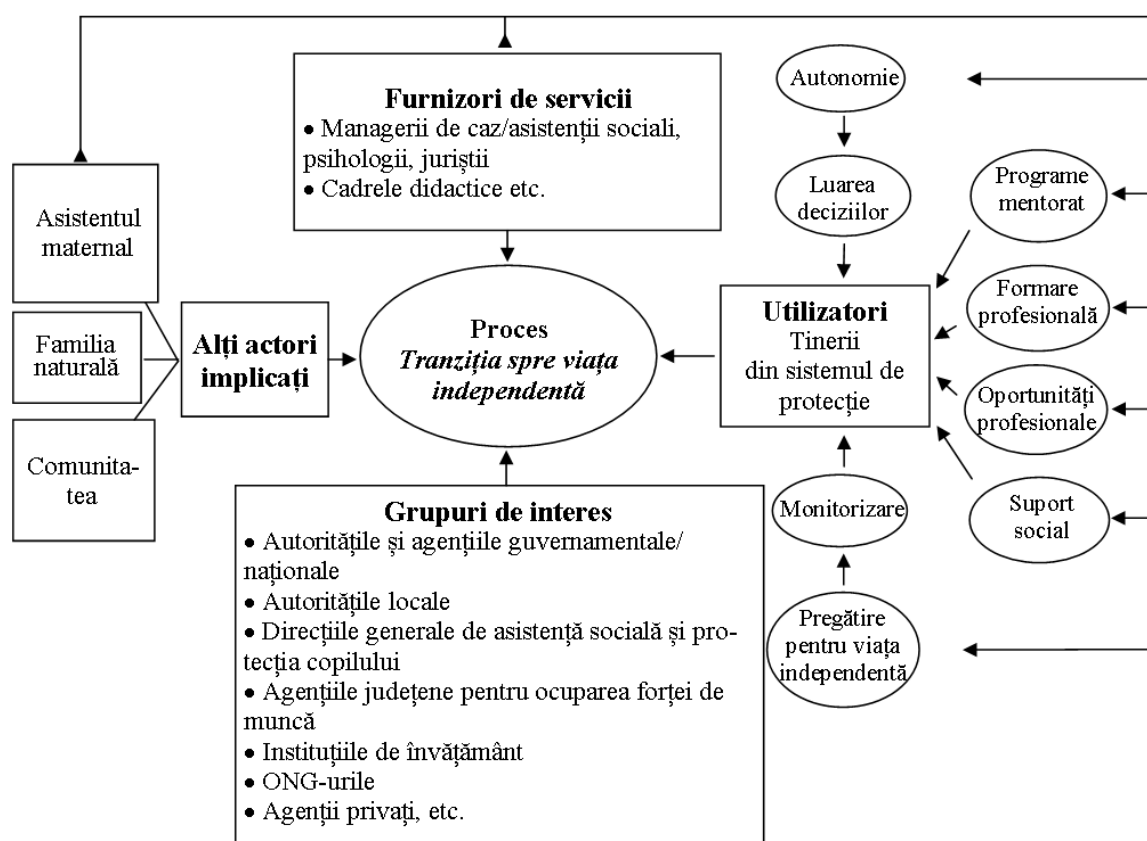 Furnizori de servicii
• Managerii de caz/asistenții sociali,
psihologii, juriștii
• Cadrele didactice etc.
Autonomie
Luarea
deciziilor
Programe
mentorat
Asistentul
maternal
Familia
naturală
Comunita-
tea
Alți actori
implicați
Proces
Tranziția spre viața
independentă
Utilizatori
Tinerii
din sistemul de
protecție
Formare
profesională
Oportunități
profesionale
Suport
social
Monitorizare
Pregătire
pentru viața
independentă
Grupuri de interes
• Autoritățile și agențiile guvernamentale/
naționale
• Autoritățile locale
• Direcțiile generale de asistență socială și pro-
tecția copilului
• Agențiile județene pentru ocuparea forței de
muncă
• Instituțiile de învățământ
• ONG-urile
• Agenții privați, etc.